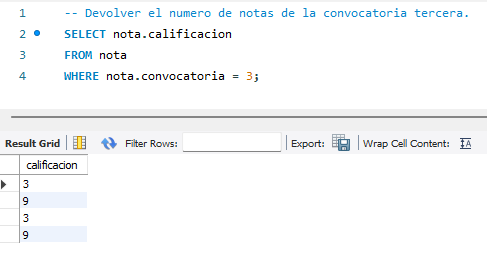 1 -- Devolver el numero de notas de la convocatoria tercera.
2 SELECT nota.calificacion
3 FROM nota
4 WHERE nota.convocatoria = 3;
Result Grid Filter Rows: Export: Wrap Cell Content:
calificacion
3
9
3
9